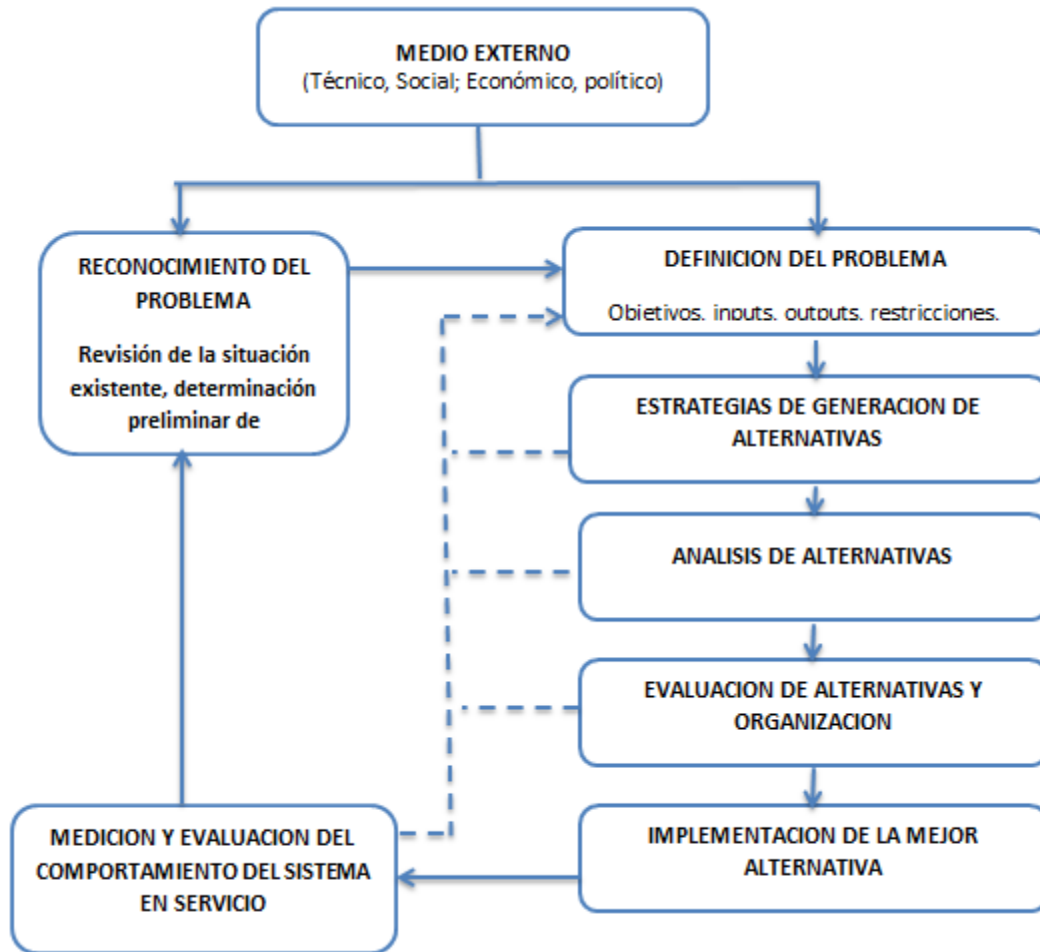 MEDIO EXTERNO
(Técnico, Social; Económico, político)
RECONOCIMIENTO DEL
PROBLEMA
Revisión de la situación
existente, determinación
preliminar de
DEFINICION DEL PROBLEMA
Objetivos, inputs, outputs, restricciones,
ESTRATEGIAS DE GENERACION DE
ALTERNATIVAS
ANALISIS DE ALTERNATIVAS
EVALUACION DE ALTERNATIVAS Y
ORGANIZACION
IMPLEMENTACION DE LA MEJOR
ALTERNATIVA
MEDICION Y EVALUACION DEL
COMPORTAMIENTO DEL SISTEMA
EN SERVICIO